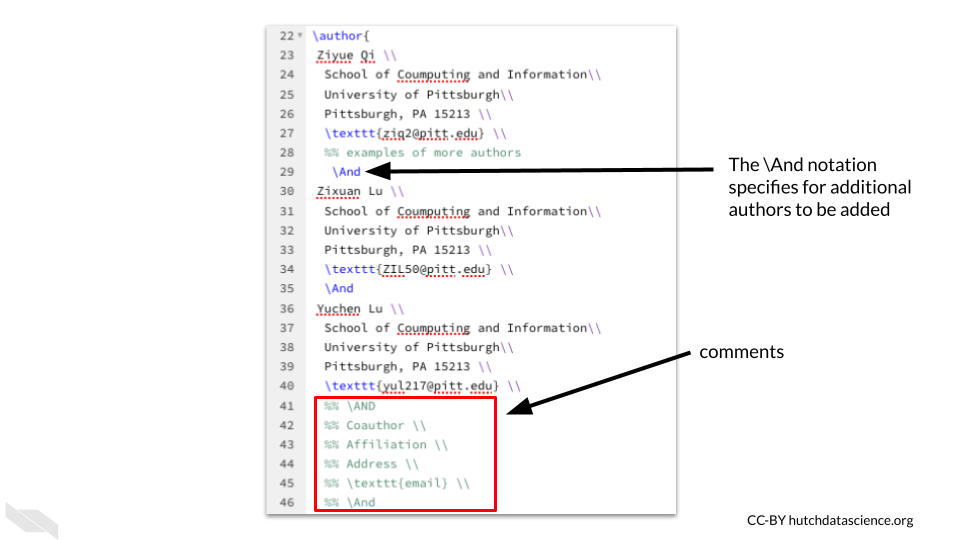 22 \author{
23 Ziyue Qi \\
24 School of Coumputing and Information\\
25 University of Pittsburgh\\
26 Pittsburgh, PA 15213 \\
27 \texttt{ziq2@pitt.edu} \\
28 %% examples of more authors
29 \And
30 Zixuan Lu \\
31 School of Coumputing and Information\\
32 University of Pittsburgh\\
33 Pittsburgh, PA 15213 \\
34 \texttt{ZIL50@pitt.edu} \\
35 \And
36 Yuchen Lu \\
37 School of Coumputing and Information\\
38 University of Pittsburgh\\
39 Pittsburgh, PA 15213 \\
40 \texttt{yul217@pitt.edu} \\
41 %% \AND
42 %% Coauthor \\
43 %% Affiliation \\
44 %% Address \\
45 %% \texttt{email} \\
46 %% \And
The \And notation
specifies for additional
authors to be added
comments
CC-BY hutchdatascience.org